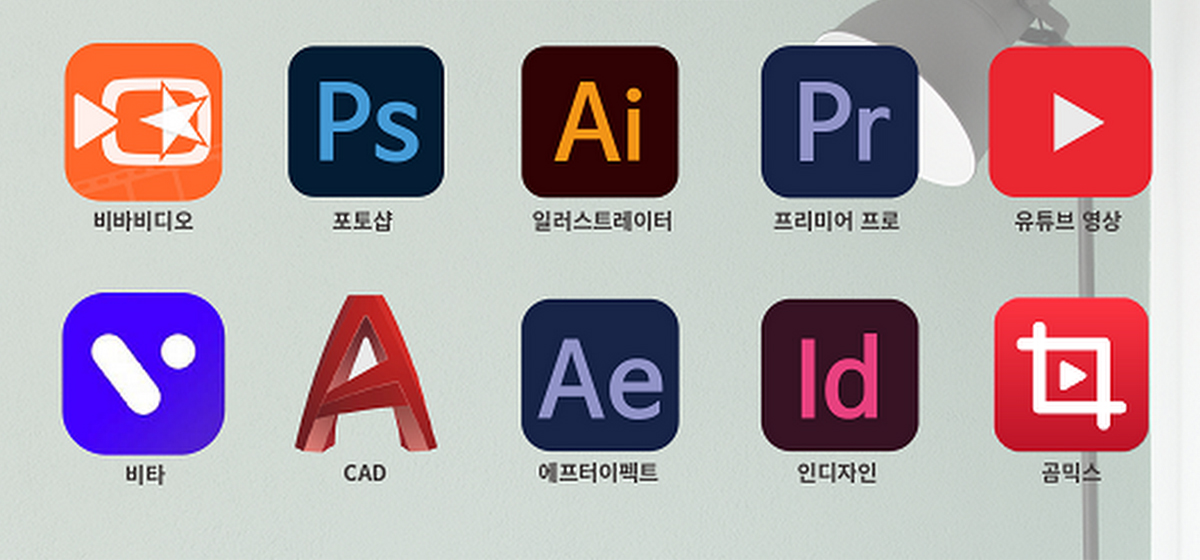 Ps
Ai
Pr
비바비디오
포토샵
일러스트레이터
프리미어 프로
유튜브 영상
Ae
Id
비타
CAD
에프터이펙트
인디자인
곰믹스